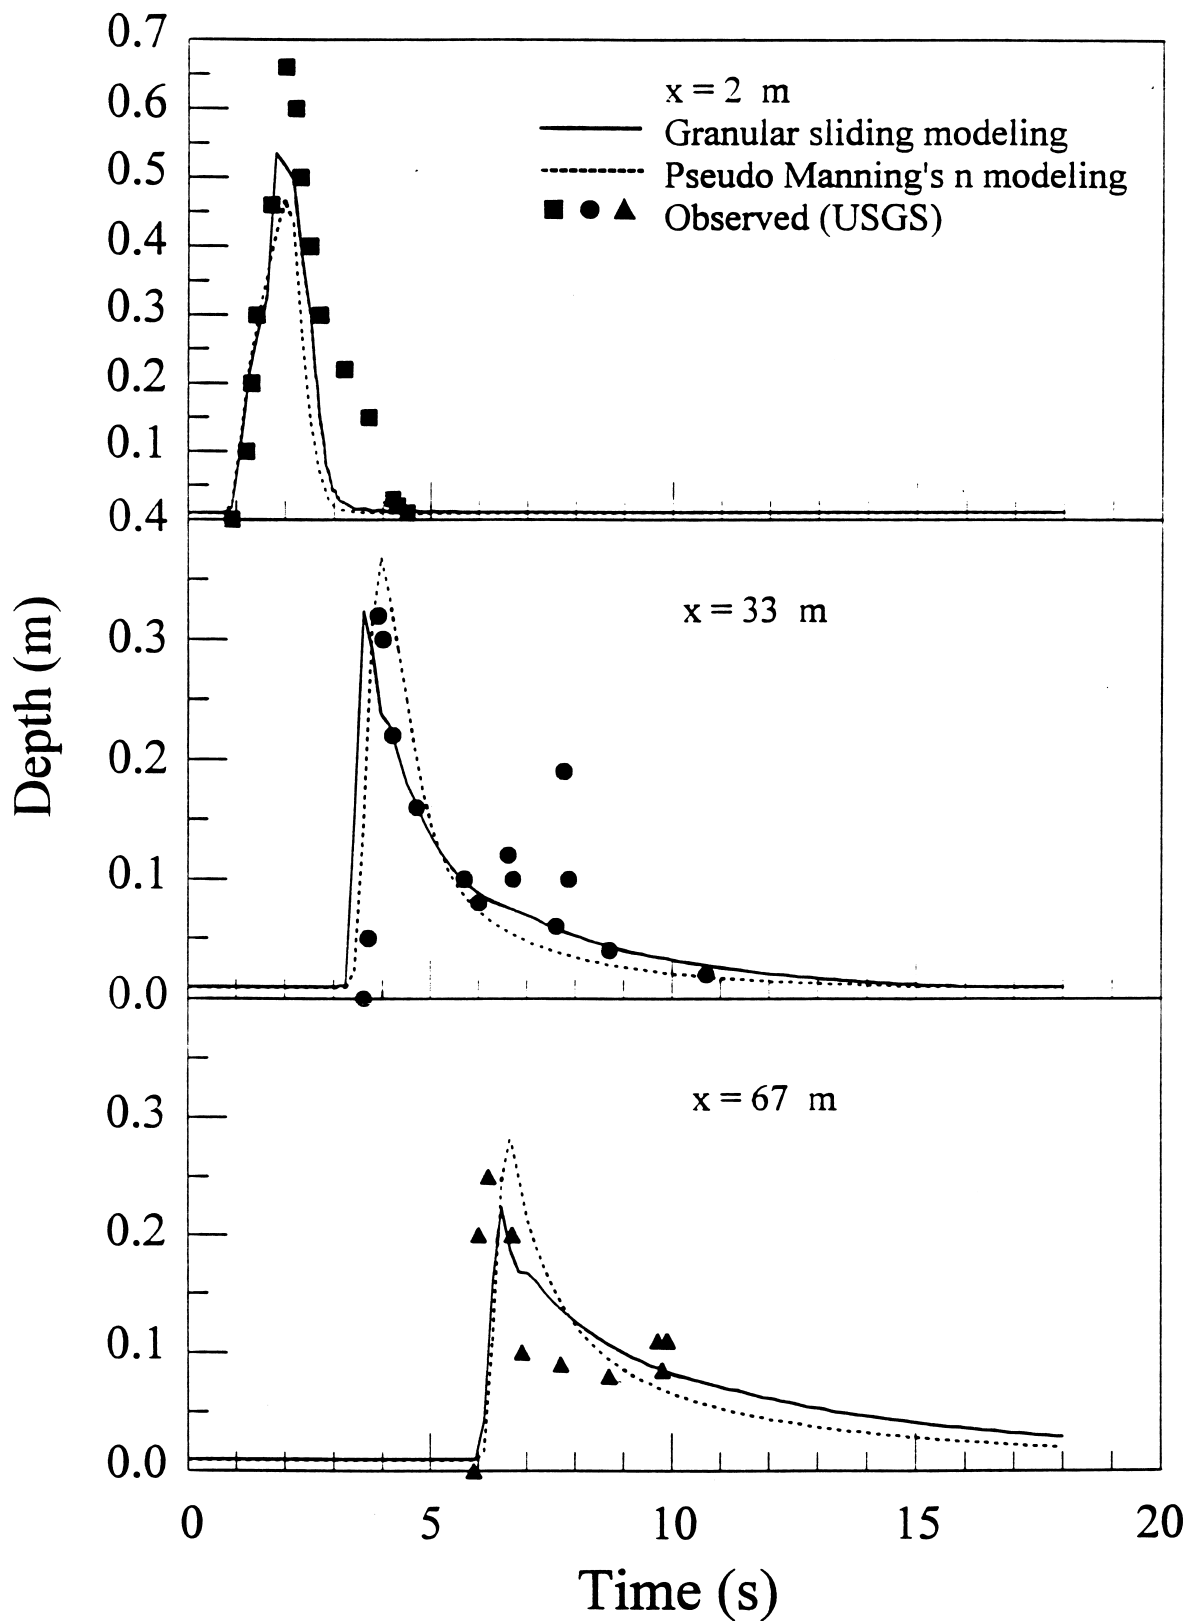 0.7
0.6
0.5
0.4
0.3
0.2
0.1
0.4
x = 2 m
Granular sliding modeling
Pseudo Manning's n modeling
Observed (USGS)
0.3
0.2
0.1
0.0
x = 33 m
0.3
0.2
0.1
0.0
x = 67 m
Depth (m)
0 5 10 15 20
Time (s)